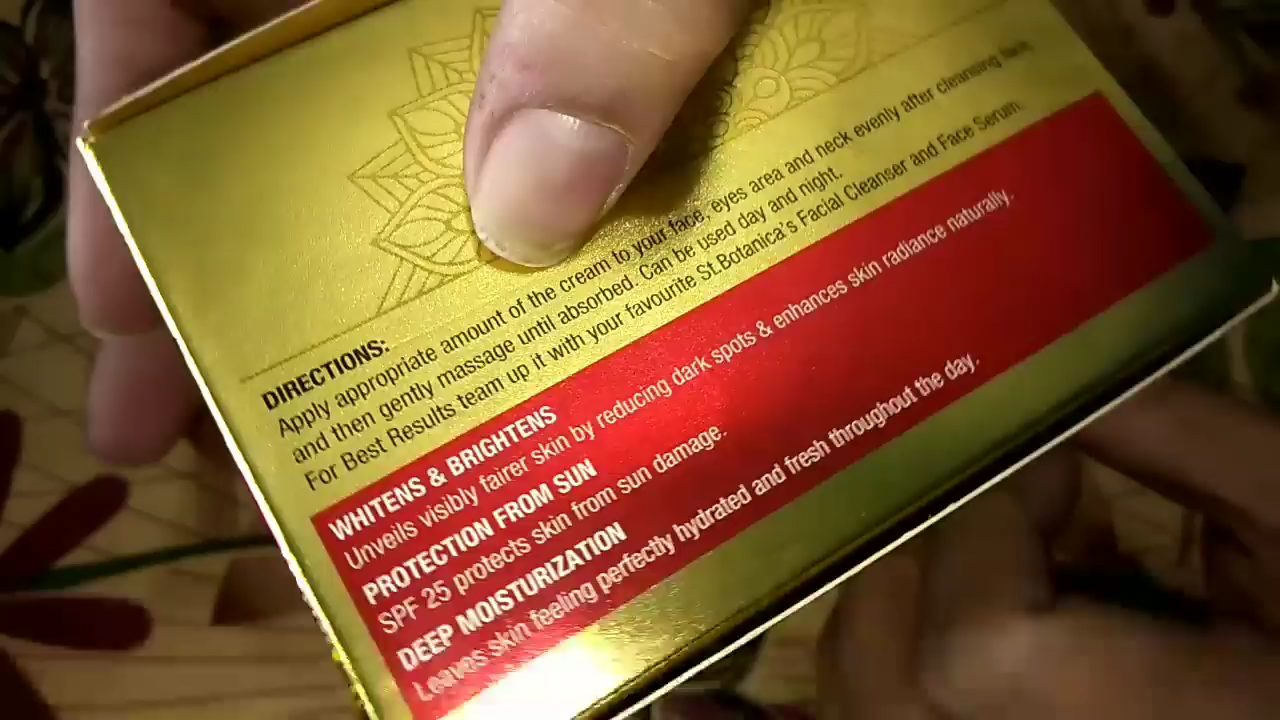 DIRECTIONS:
Apply appropriate amount of the cream to your face, eyes area and neck evenly after cleansing face
and then gently massage until absorbed. Can be used day and night.
For Best Results team up it with your favourite St.Botanica's Facial Cleanser and Face Serum.
WHITENS & BRIGHTENS
Unveils visibly fairer skin by reducing dark spots & enhances skin radiance naturally.
PROTECTION FROM SUN
SPF 25 protects skin from sun damage.
DEEP MOISTURIZATION
Leaves skin feeling perfectly hydrated and fresh throughout the day.